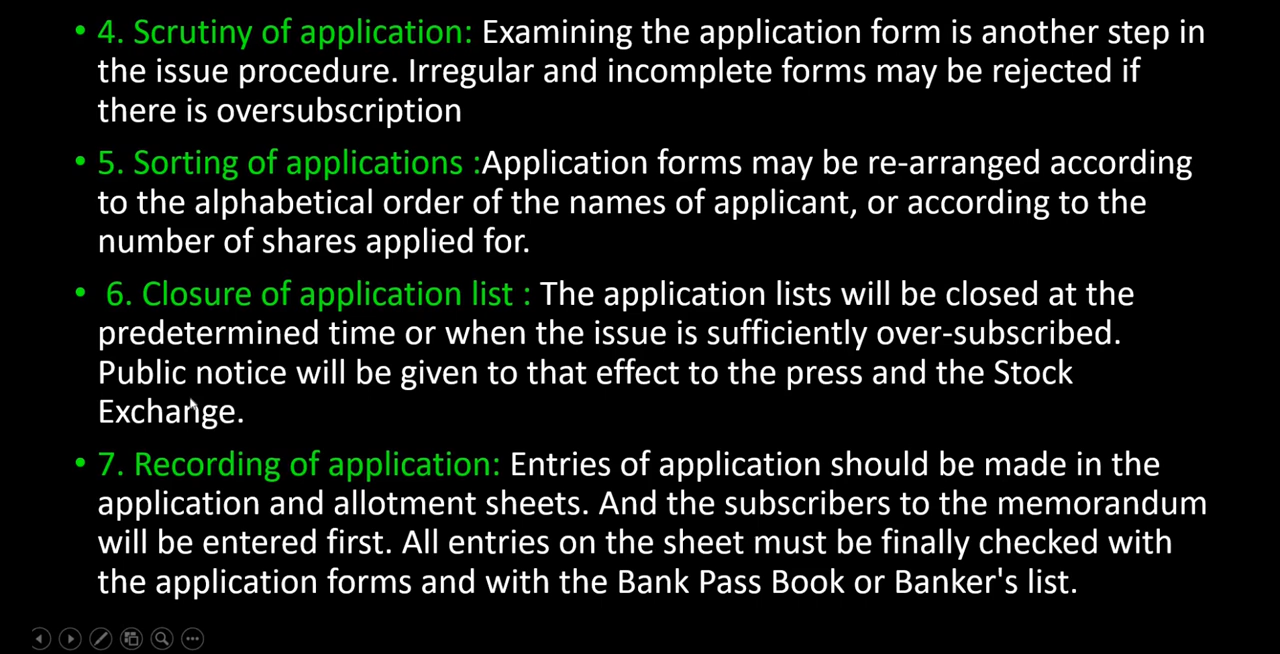 • 4. Scrutiny of application: Examining the application form is another step in
the issue procedure. Irregular and incomplete forms may be rejected if
there is oversubscription
• 5. Sorting of applications :Application forms may be re-arranged according
to the alphabetical order of the names of applicant, or according to the
number of shares applied for.
• 6. Closure of application list : The application lists will be closed at the
predetermined time or when the issue is sufficiently over-subscribed.
Public notice will be given to that effect to the press and the Stock
Exchange.
• 7. Recording of application: Entries of application should be made in the
application and allotment sheets. And the subscribers to the memorandum
will be entered first. All entries on the sheet must be finally checked with
the application forms and with the Bank Pass Book or Banker's list.